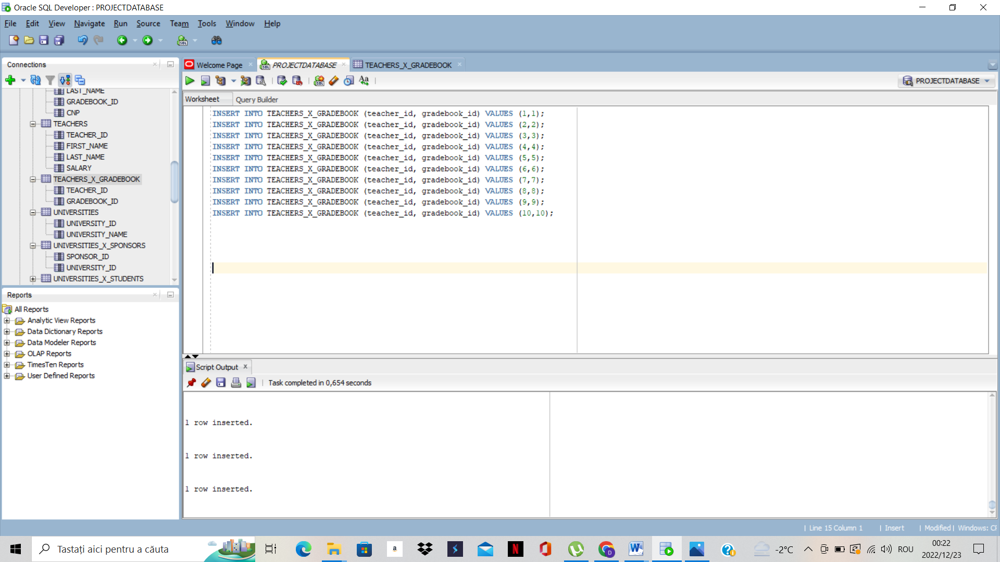 Oracle SQL Developer : PROJECTDATABASE
File Edit View Navigate Run Source Team Tools Window Help
Connections
LAST_NAME
GRADEBOOK_ID
CNP
TEACHERS
TEACHER_ID
FIRST_NAME
LAST_NAME
SALARY
TEACHERS_X_GRADEBOOK
TEACHER_ID
GRADEBOOK_ID
UNIVERSITIES
UNIVERSITY_ID
UNIVERSITY_NAME
UNIVERSITIES_X_SPONSORS
SPONSOR_ID
UNIVERSITY_ID
UNIVERSITIES_X_STUDENTS
Reports
All Reports
Analytic View Reports
Data Dictionary Reports
Data Modeler Reports
OLAP Reports
TimesTen Reports
User Defined Reports
Welcome Page PROJECTDATABASE TEACHERS_X_GRADEBOOK
PROJECTDATABASE
Worksheet Query Builder
INSERT INTO TEACHERS_X_GRADEBOOK (teacher_id, gradebook_id) VALUES (1,1);
INSERT INTO TEACHERS_X_GRADEBOOK (teacher_id, gradebook_id) VALUES (2,2);
INSERT INTO TEACHERS_X_GRADEBOOK (teacher_id, gradebook_id) VALUES (3,3);
INSERT INTO TEACHERS_X_GRADEBOOK (teacher_id, gradebook_id) VALUES (4,4);
INSERT INTO TEACHERS_X_GRADEBOOK (teacher_id, gradebook_id) VALUES (5,5);
INSERT INTO TEACHERS_X_GRADEBOOK (teacher_id, gradebook_id) VALUES (6,6);
INSERT INTO TEACHERS_X_GRADEBOOK (teacher_id, gradebook_id) VALUES (7,7);
INSERT INTO TEACHERS_X_GRADEBOOK (teacher_id, gradebook_id) VALUES (8,8);
INSERT INTO TEACHERS_X_GRADEBOOK (teacher_id, gradebook_id) VALUES (9,9);
INSERT INTO TEACHERS_X_GRADEBOOK (teacher_id, gradebook_id) VALUES (10,10);
Script Output
Task completed in 0,654 seconds
1 row inserted.
1 row inserted.
1 row inserted.
| Line 15 Column 1 | Insert | Modified | Windows: CF
Tastați aici pentru a căuta
-2°C
ROU
00:22
2022/12/23